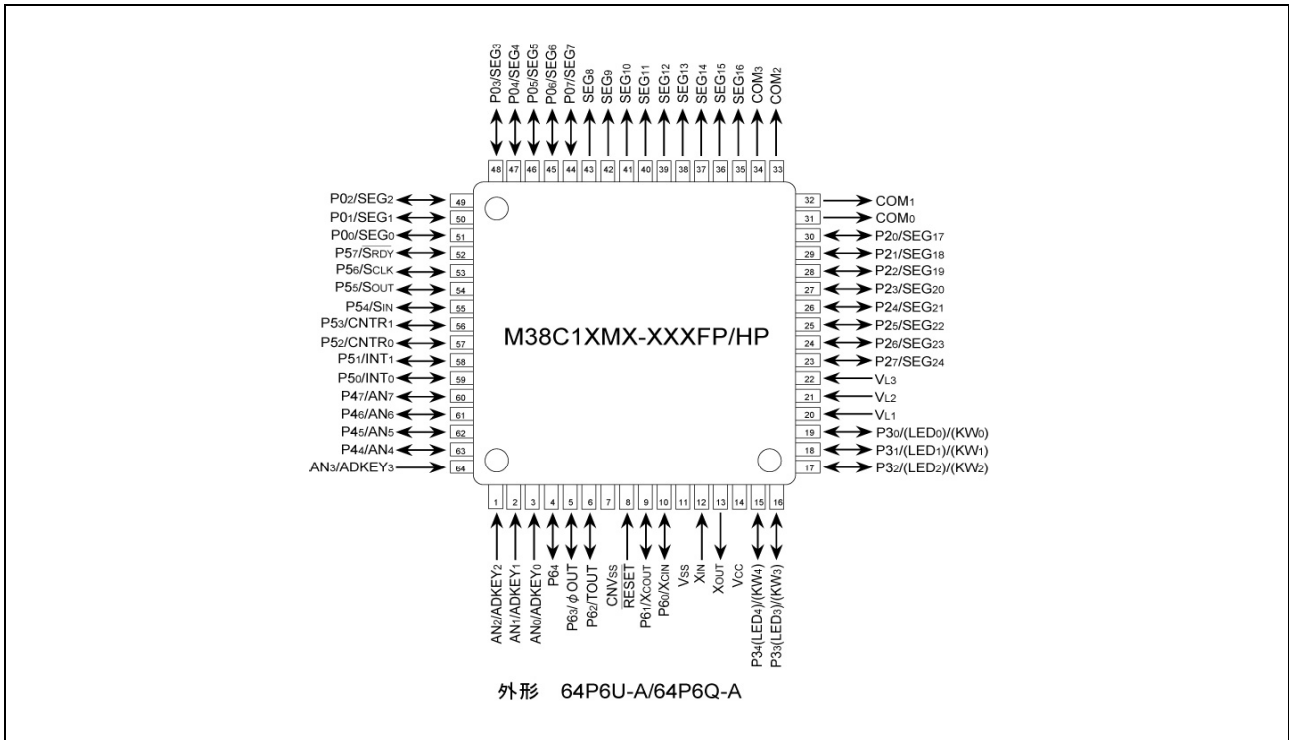 P03/SEG3
P04/SEG4
P05/SEG5
P06/SEG6
P07/SEG7
SEG8
SEG9
SEG10
SEG11
SEG12
SEG13
SEG14
SEG15
SEG16
COM3
COM2
48 47 46 45 44 43 42 41 40 39 38 37 36 35 34 33
P02/SEG2 49
P01/SEG1 50
P00/SEG0 51
P57/SRDY 52
P56/SCLK 53
P55/SOUT 54
P54/SIN 55
P53/CNTR1 56
P52/CNTR0 57
P51/INT1 58
P50/INT0 59
P47/AN7 60
P46/AN6 61
P45/AN5 62
P44/AN4 63
AN3/ADKEY3 64
M38C1XMX-XXXFP/HP
32 COM1
31 COM0
30 P20/SEG17
29 P21/SEG18
28 P22/SEG19
27 P23/SEG20
26 P24/SEG21
25 P25/SEG22
24 P26/SEG23
23 P27/SEG24
22 VL3
21 VL2
20 VL1
19 P30/(LED0)/(KW0)
18 P31/(LED1)/(KW1)
17 P32/(LED2)/(KW2)
1 2 3 4 5 6 7 8 9 10 11 12 13 14 15 16
AN2/ADKEY2
AN1/ADKEY1
AN0/ADKEY0
P64
P63/ϕOUT
P62/TOUT
CNVSS
RESET
P61/XCOUT
P60/XCIN
VSS
XIN
XOUT
VCC
P34(LED4)/(KW4)
P33(LED3)/(KW3)
外形 64P6U-A/64P6Q-A